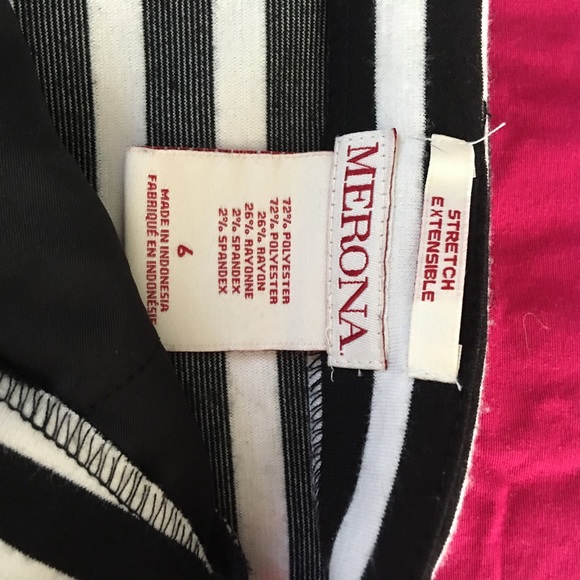 STRETCH
EXTENSIBLE
MERONA.
72% POLYESTER
72% POLYESTER
26% RAYON
26% RAYONNE
2% SPANDEX
2% SPANDEX
6
MADE IN INDONESIA
FABRIQUÉ EN INDONÉSIE